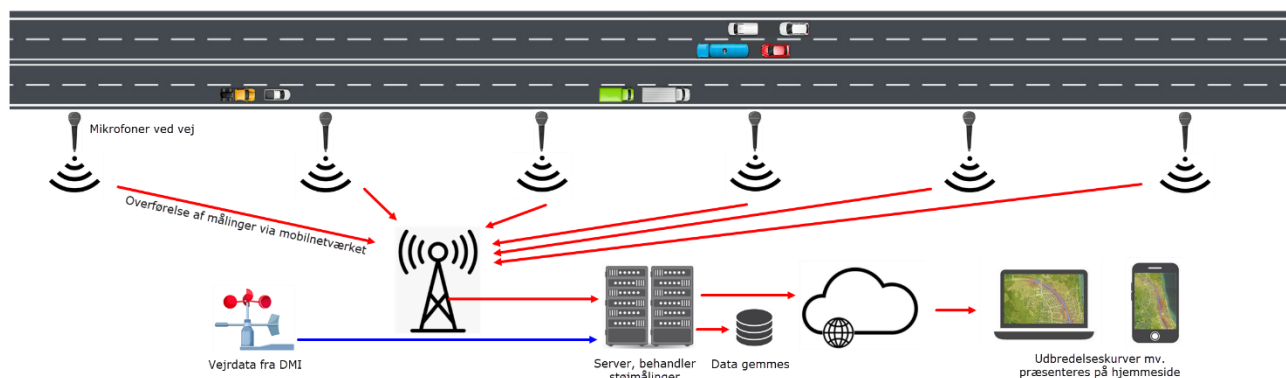 Mikrofoner ved vej
Overførelse af målinger via mobilnetværket
Vejrdata fra DMI
Server, behandler
støjmålinger
Data gemmes
Udbredelseskurver mv.
præsenteres på hjemmeside